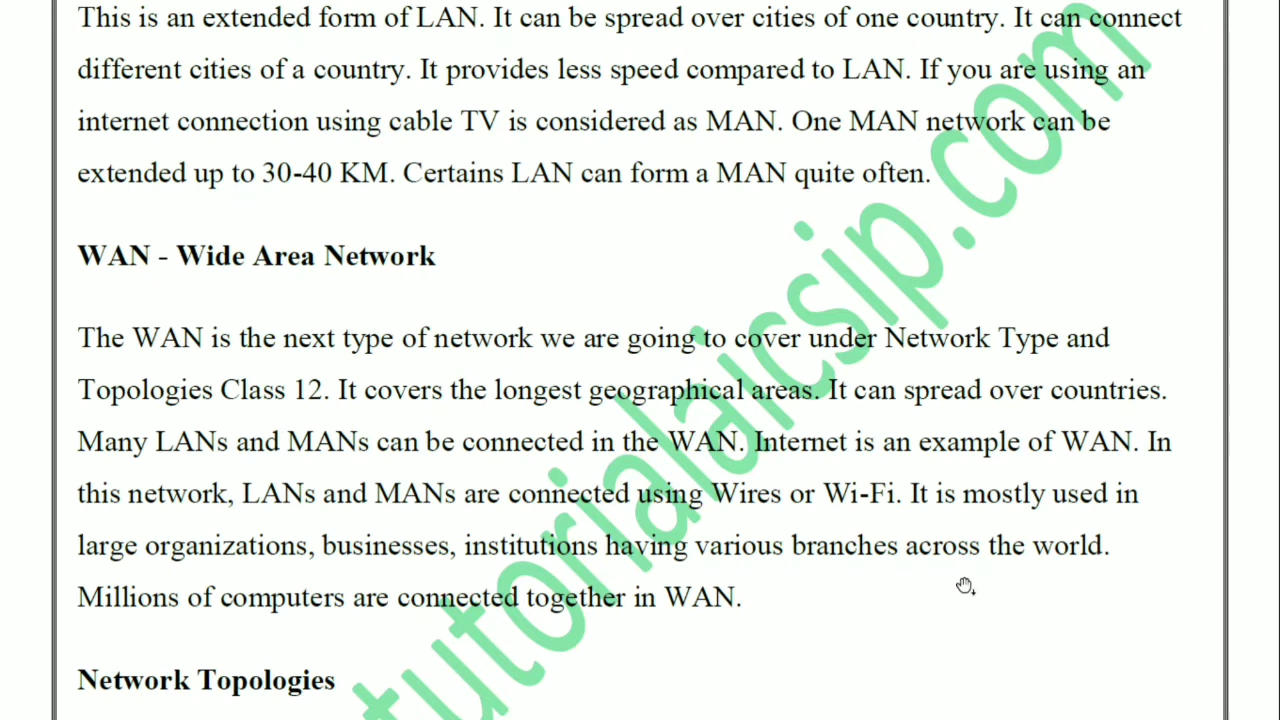 This is an extended form of LAN. It can be spread over cities of one country. It can connect
different cities of a country. It provides less speed compared to LAN. If you are using an
internet connection using cable TV is considered as MAN. One MAN network can be
extended up to 30-40 KM. Certains LAN can form a MAN quite often.
WAN - Wide Area Network
The WAN is the next type of network we are going to cover under Network Type and
Topologies Class 12. It covers the longest geographical areas. It can spread over countries.
Many LANs and MANs can be connected in the WAN. Internet is an example of WAN. In
this network, LANs and MANs are connected using Wires or Wi-Fi. It is mostly used in
large organizations, businesses, institutions having various branches across the world.
Millions of computers are connected together in WAN.
Network Topologies
tutorialaicsip.com